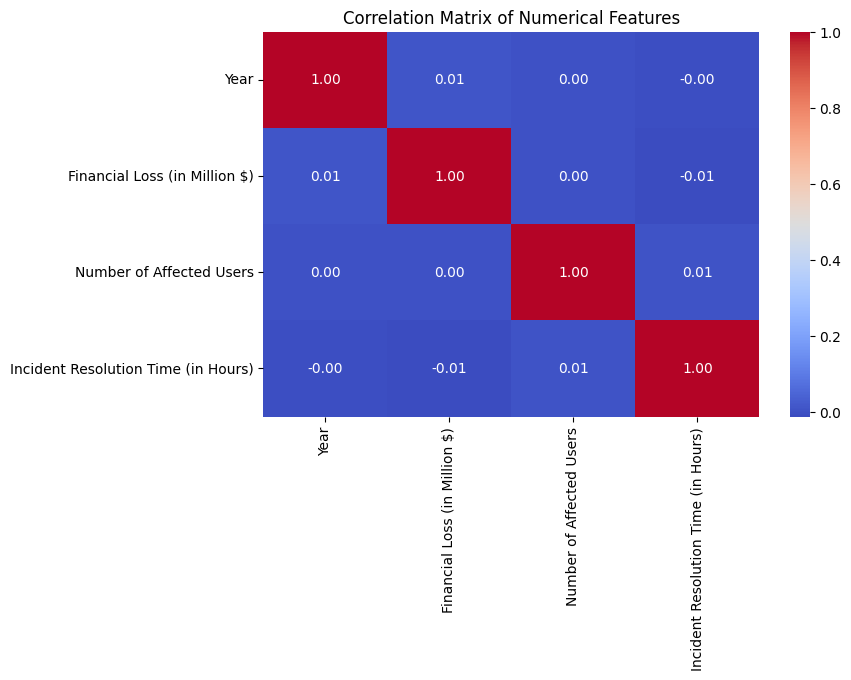 Correlation Matrix of Numerical Features
Year
1.00
0.01
0.00
-0.00
Financial Loss (in Million $)
0.01
1.00
0.00
-0.01
Number of Affected Users
0.00
0.00
1.00
0.01
Incident Resolution Time (in Hours)
-0.00
-0.01
0.01
1.00
Year
Financial Loss (in Million $)
Number of Affected Users
Incident Resolution Time (in Hours)
1.0
0.8
0.6
0.4
0.2
0.0